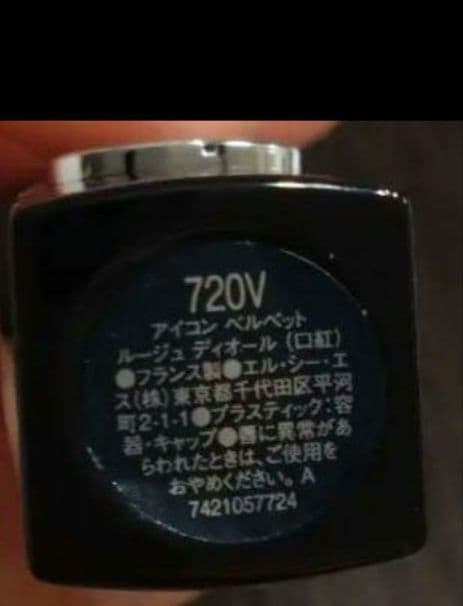 720V
アイコン ベルベット
ルージュ ディオール (口紅)
●フランス製●エル・シー・エ
ス(株)東京都千代田区平河
町2-1-1●プラスティック:容
器・キャップ●唇に異常があ
らわれたときは、ご使用を
おやめください。A
7421057724